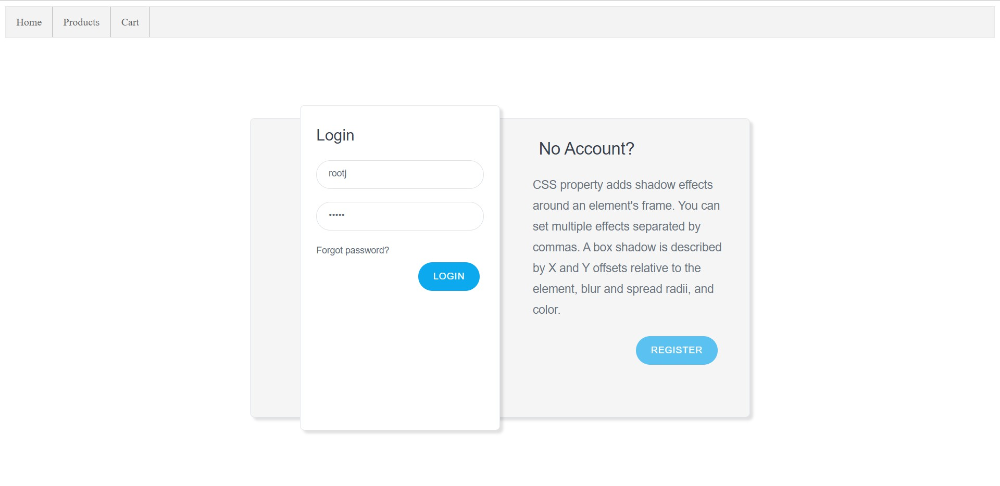 Home Products Cart
Login
rootj
•••••
Forgot password?
LOGIN
No Account?
CSS property adds shadow effects
around an element's frame. You can
set multiple effects separated by
commas. A box shadow is described
by X and Y offsets relative to the
element, blur and spread radii, and
color.
REGISTER